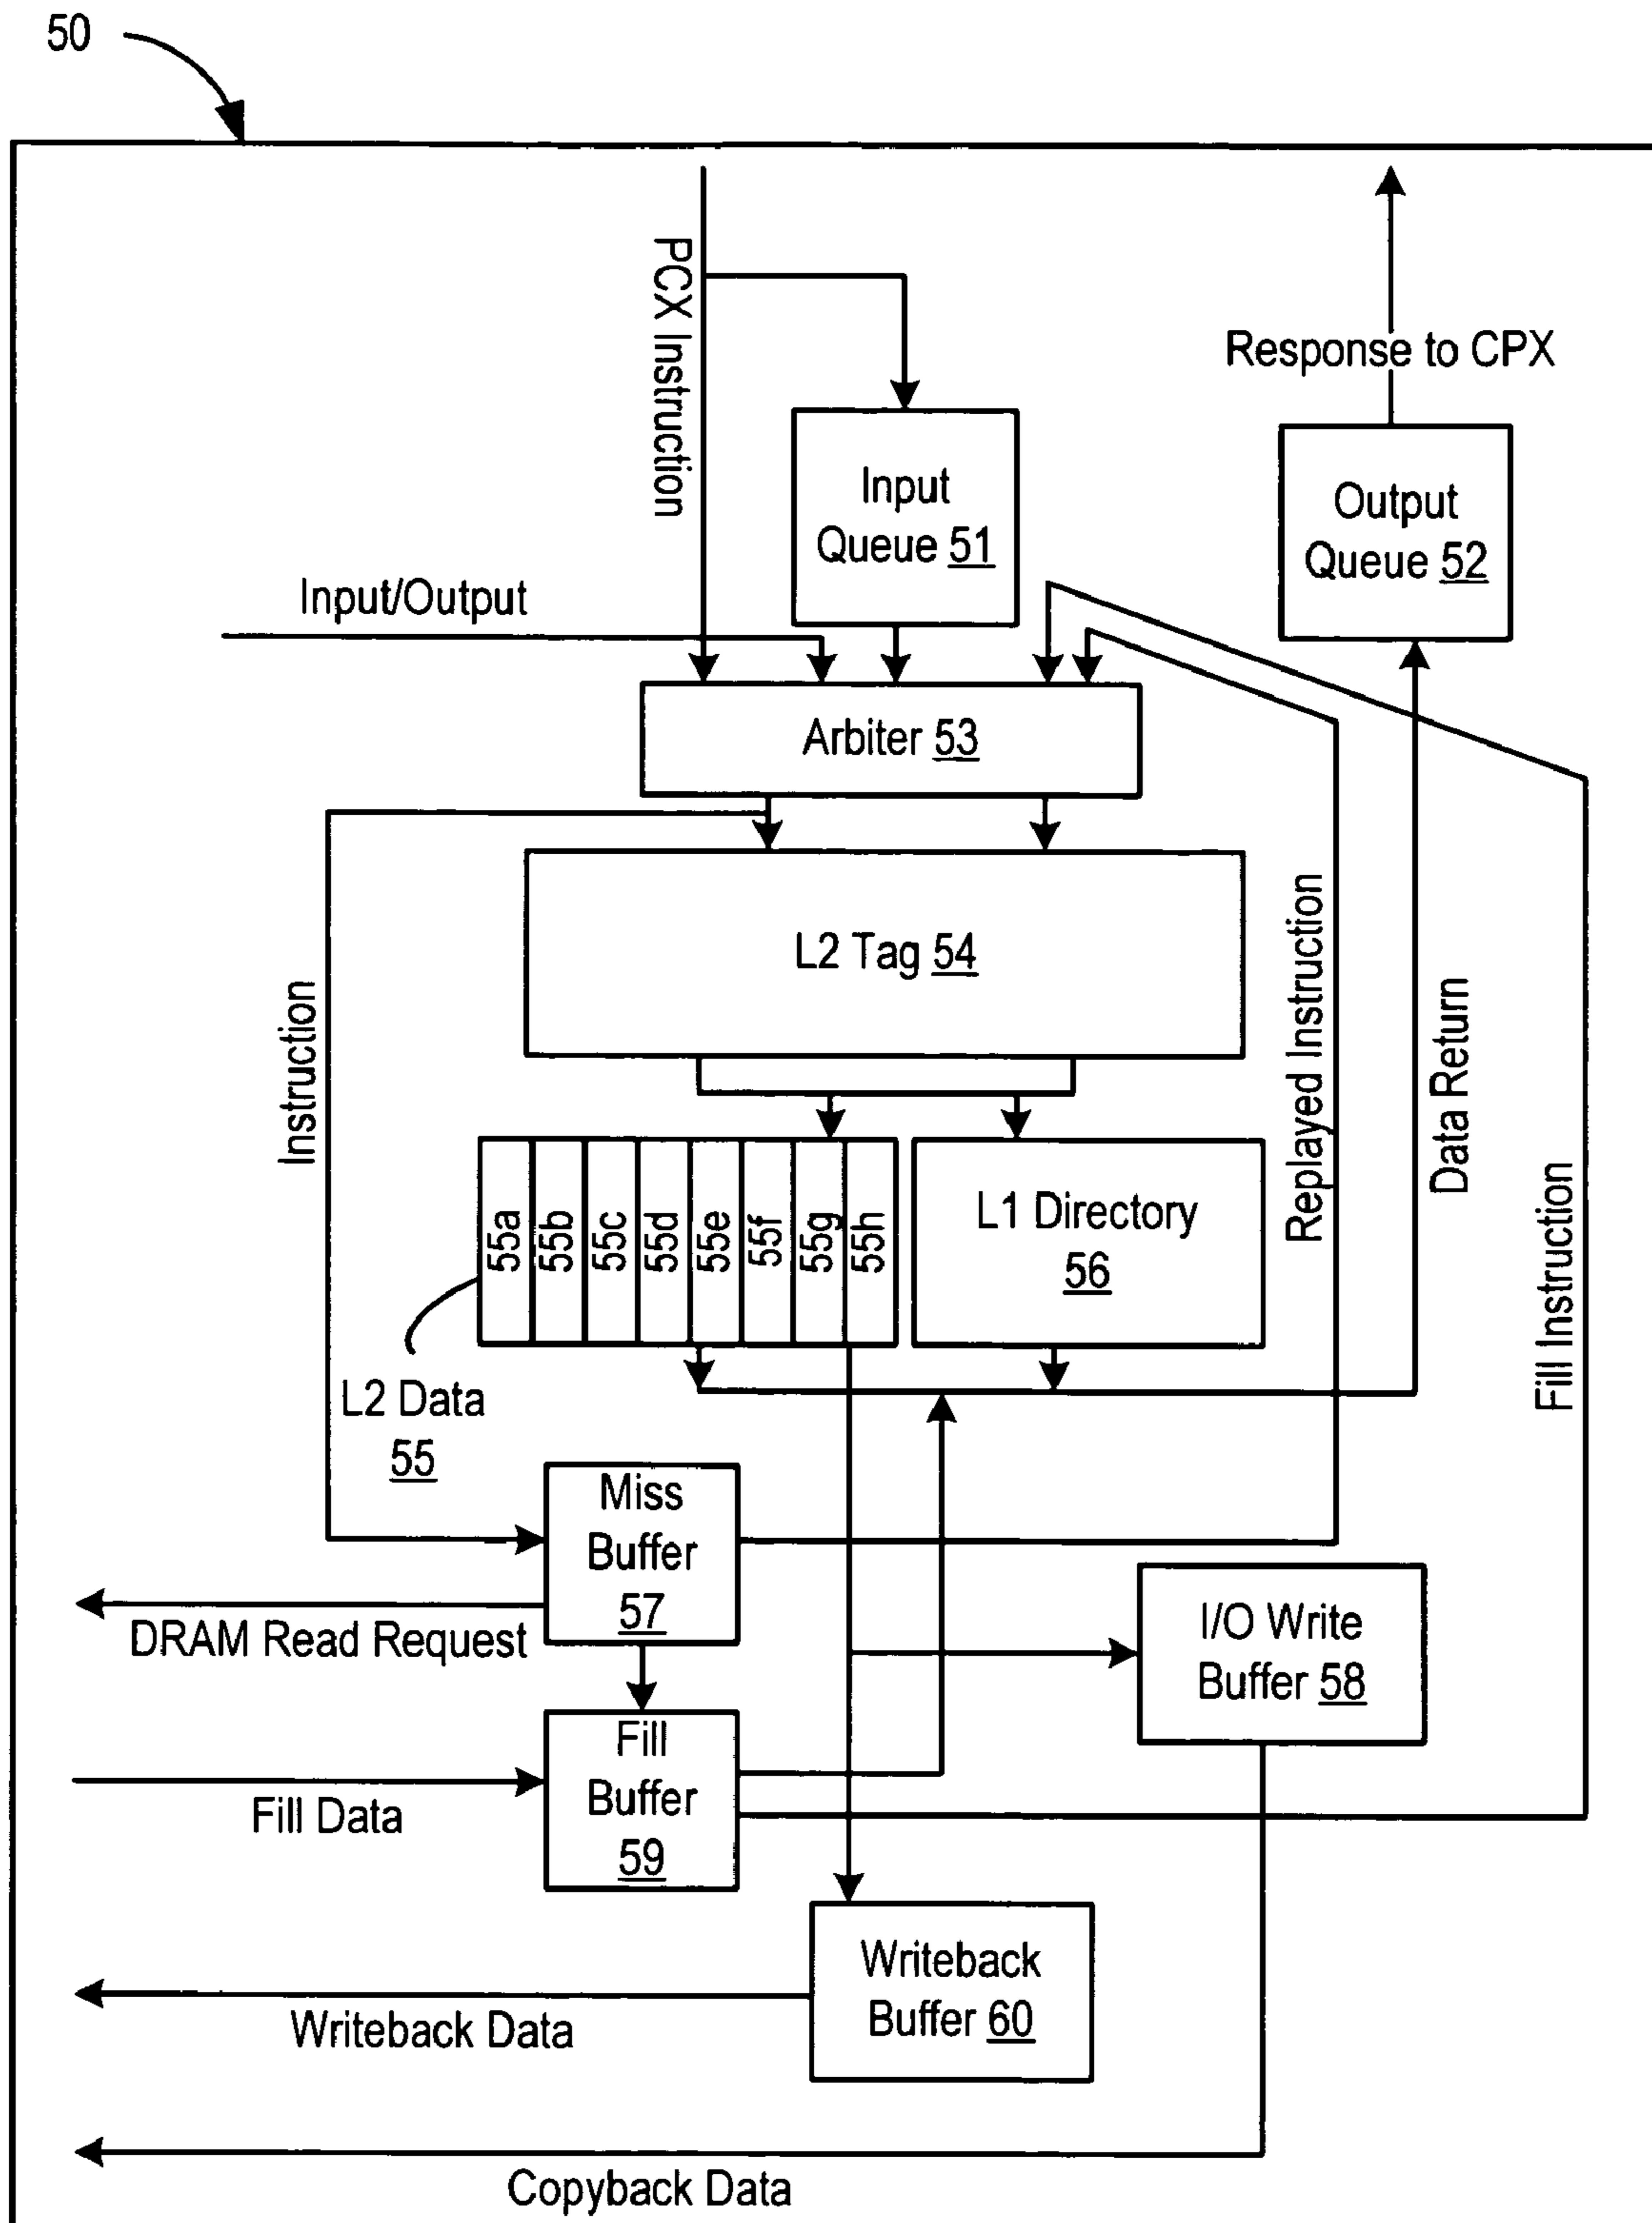 50
PCX Instruction
Response to CPX
Input
Queue 51
Output
Queue 52
Input/Output
Arbiter 53
L2 Tag 54
Instruction
Replayed Instruction
Data Return
Fill Instruction
55a
55b
55c
55d
55e
55f
55g
55h
L1 Directory
56
L2 Data
55
Miss
Buffer
57
DRAM Read Request
I/O Write
Buffer 58
Fill
Buffer
59
Fill Data
Writeback
Buffer 60
Writeback Data
Copyback Data